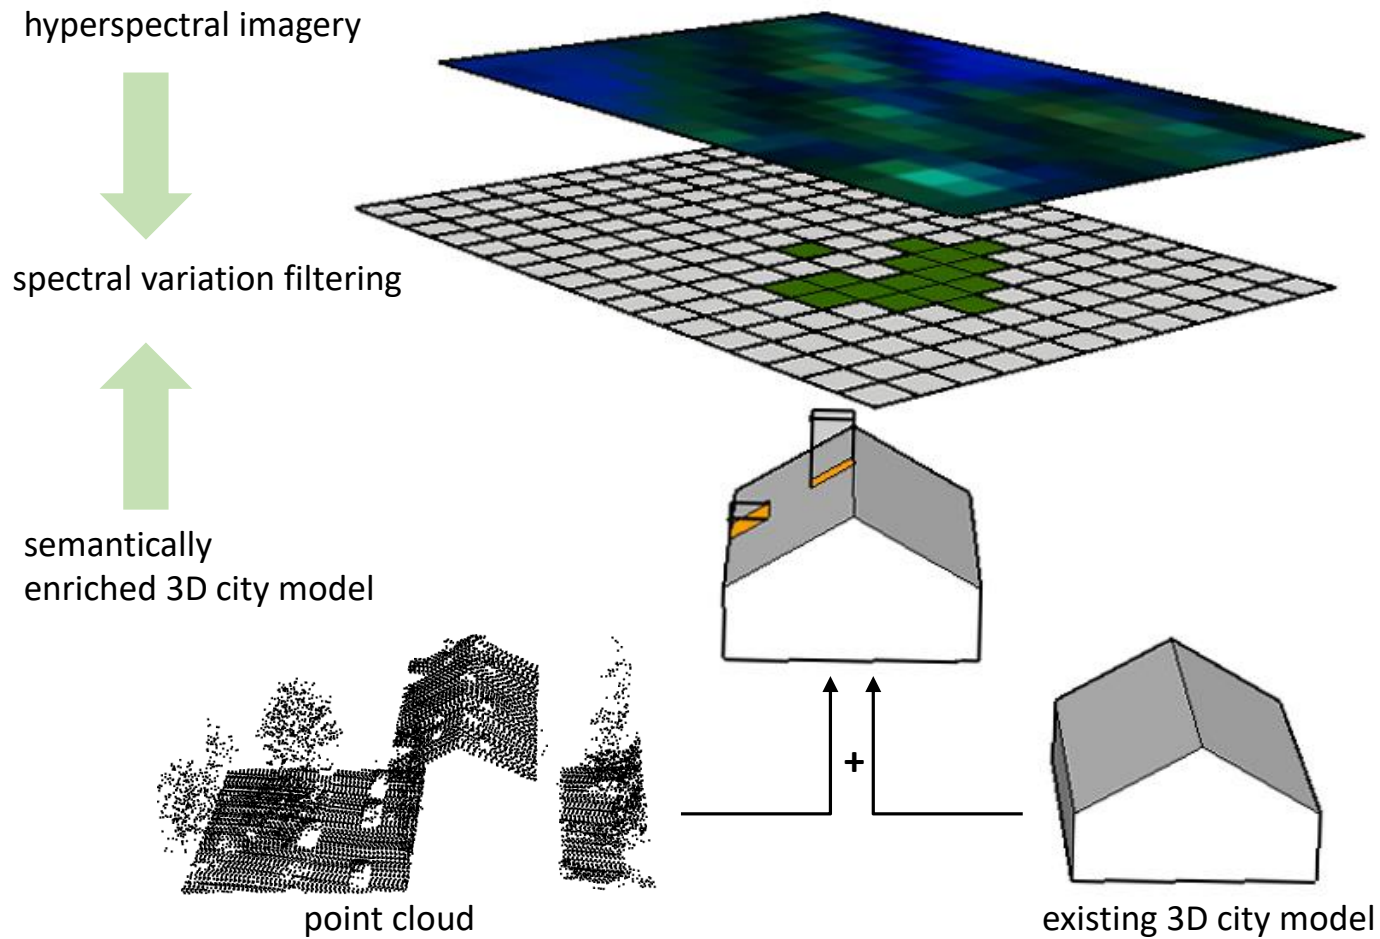 hyperspectral imagery
spectral variation filtering
semantically
enriched 3D city model
+
point cloud
existing 3D city model